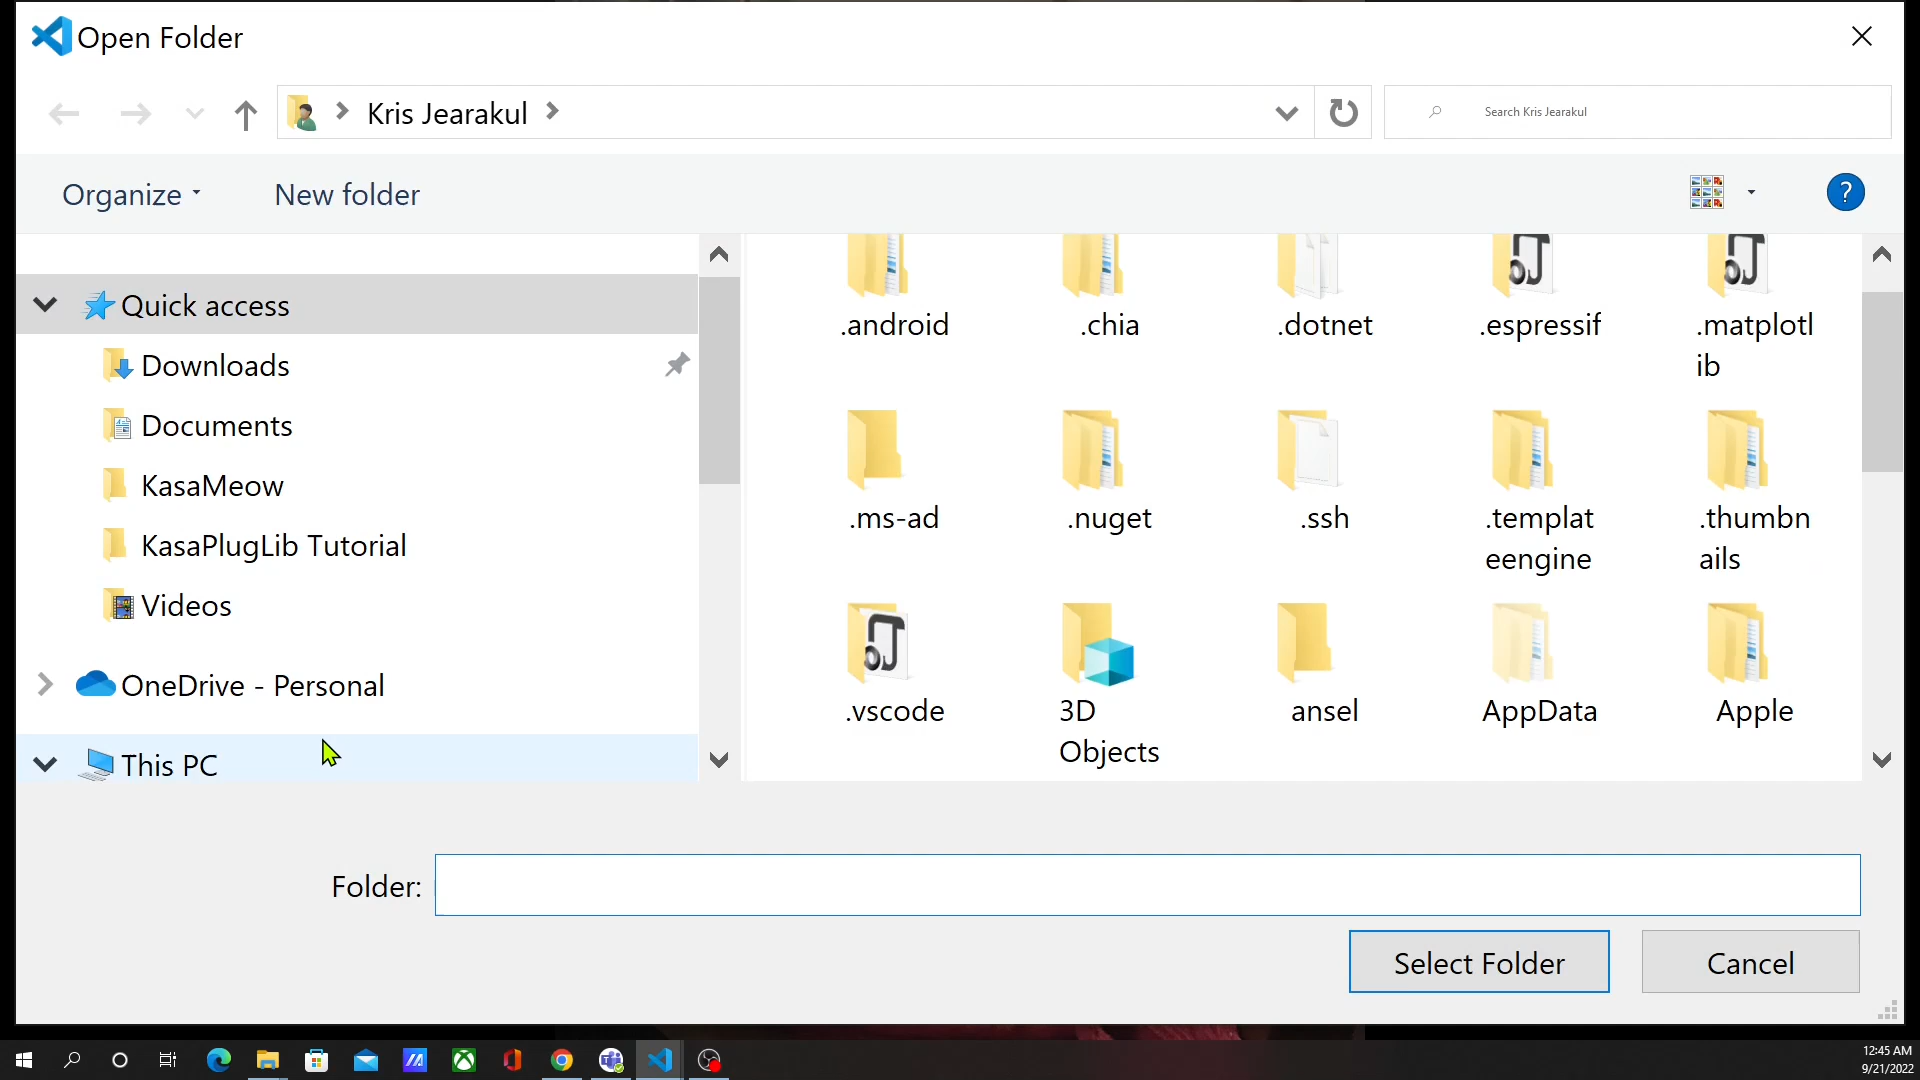 Open Folder
Kris Jearakul
Search Kris Jearakul
Organize
New folder
?
Quick access
Downloads
Documents
KasaMeow
KasaPlugLib Tutorial
Videos
OneDrive - Personal
This PC
.android
.chia
.dotnet
.espressif
.matplotl
ib
.ms-ad
.nuget
.ssh
.templat
eengine
.thumbn
ails
.vscode
3D
Objects
ansel
AppData
Apple
Folder:
Select Folder
Cancel
12:45 AM
9/21/2022